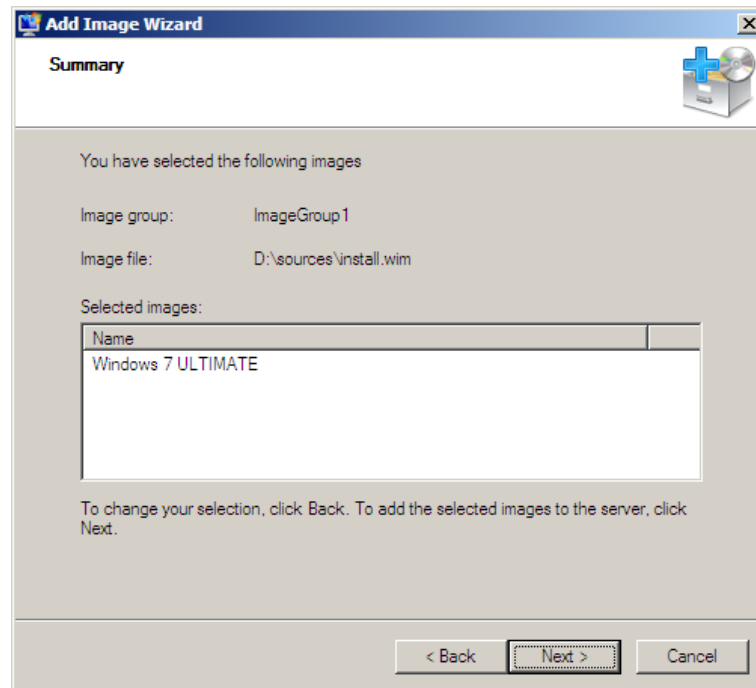 Add Image Wizard
Summary
You have selected the following images
Image group: ImageGroup1
Image file: D:\sources\install.wim
Selected images:
Name
Windows 7 ULTIMATE
To change your selection, click Back. To add the selected images to the server, click
Next.
< Back Next > Cancel